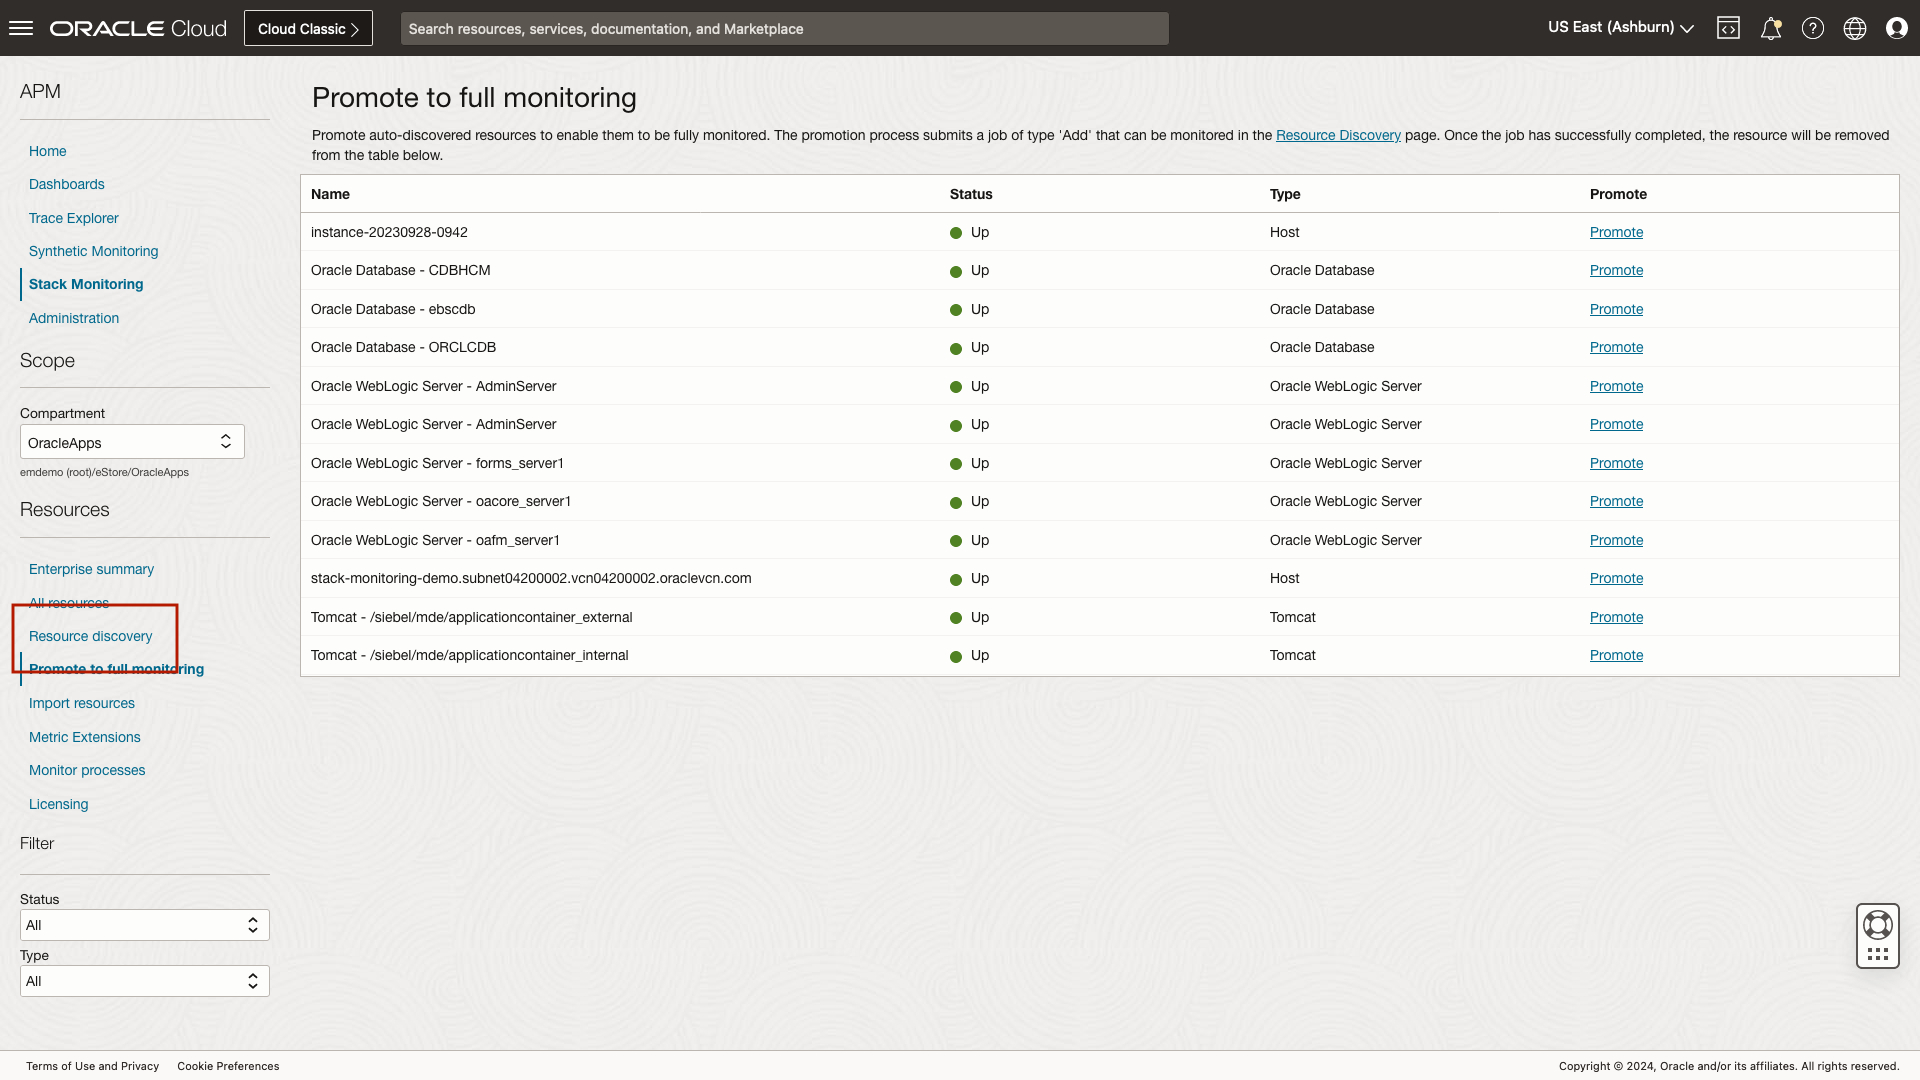 ORACLE Cloud
Cloud Classic
Search resources, services, documentation, and Marketplace
US East (Ashburn)
APM
Home
Dashboards
Trace Explorer
Synthetic Monitoring
Stack Monitoring
Administration
Scope
Compartment
OracleApps
emdemo (root)/eStore/OracleApps
Resources
Enterprise summary
All resources
Resource discovery
Promote to full monitoring
Import resources
Metric Extensions
Monitor processes
Licensing
Filter
Status
All
Type
All
Promote to full monitoring
Promote auto-discovered resources to enable them to be fully monitored. The promotion process submits a job of type 'Add' that can be monitored in the Resource Discovery page. Once the job has successfully completed, the resource will be removed
from the table below.
Name Status Type Promote
instance-20230928-0942 Up Host Promote
Oracle Database - CDBHCM Up Oracle Database Promote
Oracle Database - ebscdb Up Oracle Database Promote
Oracle Database - ORCLCDB Up Oracle Database Promote
Oracle WebLogic Server - AdminServer Up Oracle WebLogic Server Promote
Oracle WebLogic Server - AdminServer Up Oracle WebLogic Server Promote
Oracle WebLogic Server - forms_server1 Up Oracle WebLogic Server Promote
Oracle WebLogic Server - oacore_server1 Up Oracle WebLogic Server Promote
Oracle WebLogic Server - oafm_server1 Up Oracle WebLogic Server Promote
stack-monitoring-demo.subnet04200002.vcn04200002.oraclevcn.com Up Host Promote
Tomcat - /siebel/mde/applicationcontainer_external Up Tomcat Promote
Tomcat - /siebel/mde/applicationcontainer_internal Up Tomcat Promote
Terms of Use and Privacy Cookie Preferences
Copyright © 2024, Oracle and/or its affiliates. All rights reserved.